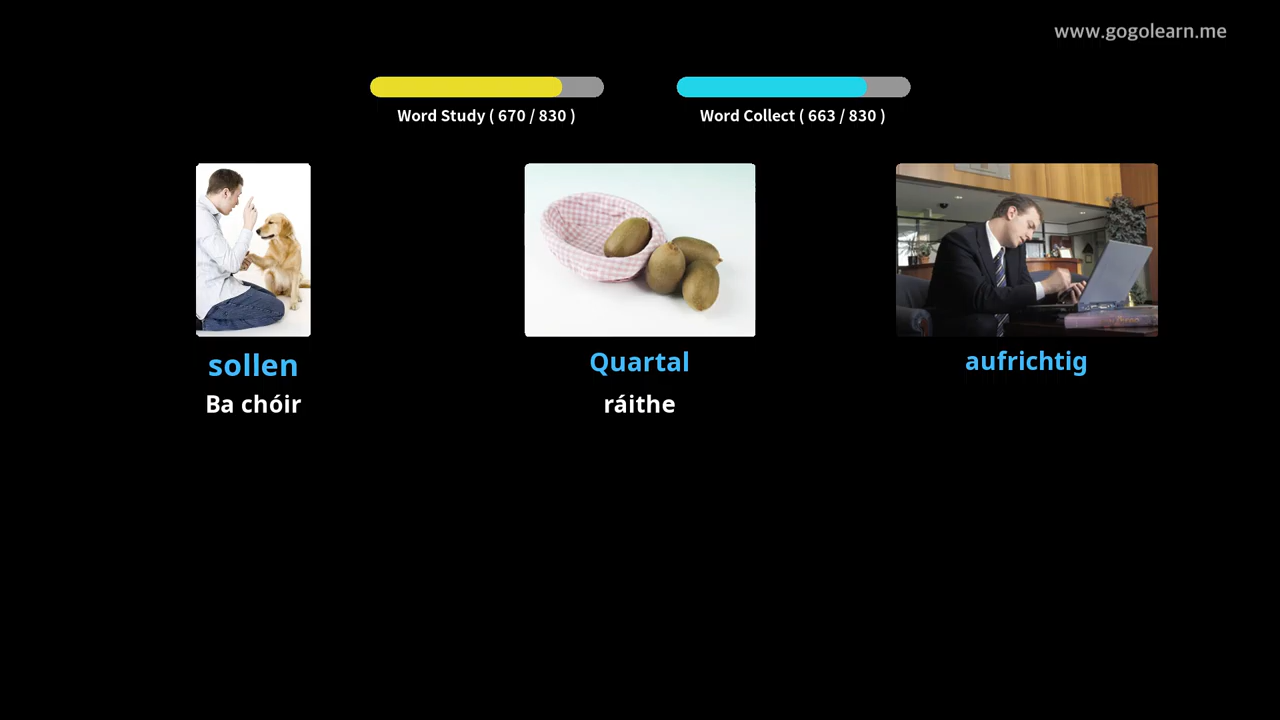 www.gogolearn.me
Word Study ( 670 / 830 )
Word Collect ( 663 / 830 )
sollen
Quartal
aufrichtig
Ba chóir
ráithe